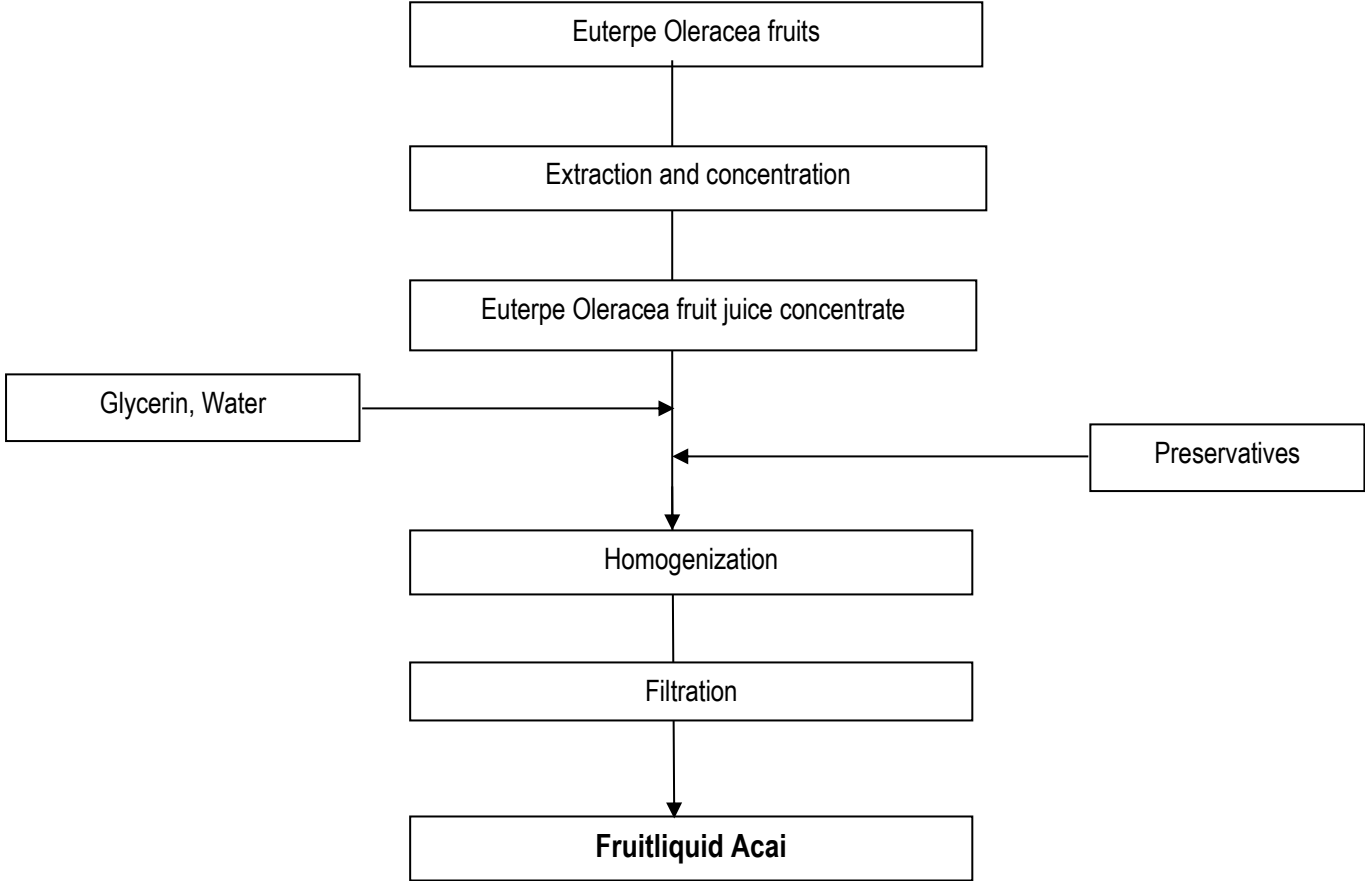 Euterpe Oleracea fruits
Extraction and concentration
Euterpe Oleracea fruit juice concentrate
Glycerin, Water
Preservatives
Homogenization
Filtration
Fruitliquid Acai